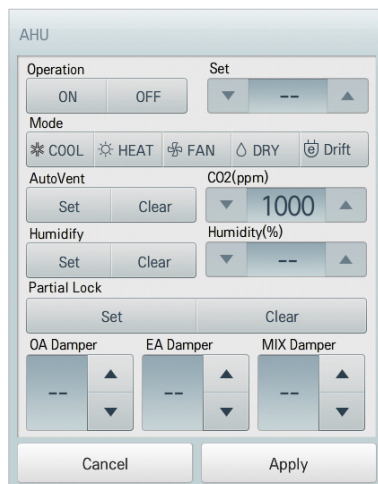 AHU
Operation Set
ON OFF --
Mode
COOL HEAT FAN DRY Drift
AutoVent CO2(ppm)
Set Clear 1000
Humidify Humidity(%)
Set Clear --
Partial Lock
Set Clear
OA Damper EA Damper MIX Damper
-- -- --
Cancel Apply